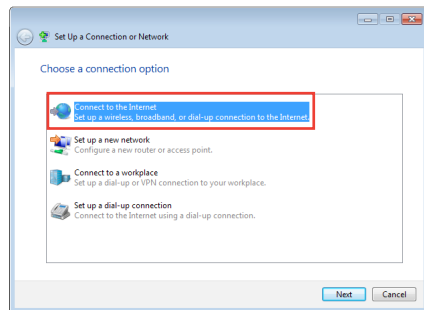 Set Up a Connection or Network
Choose a connection option
Connect to the Internet
Set up a wireless, broadband, or dial-up connection to the Internet.
Set up a new network
Configure a new router or access point.
Connect to a workplace
Set up a dial-up or VPN connection to your workplace.
Set up a dial-up connection
Connect to the Internet using a dial-up connection.
Next Cancel